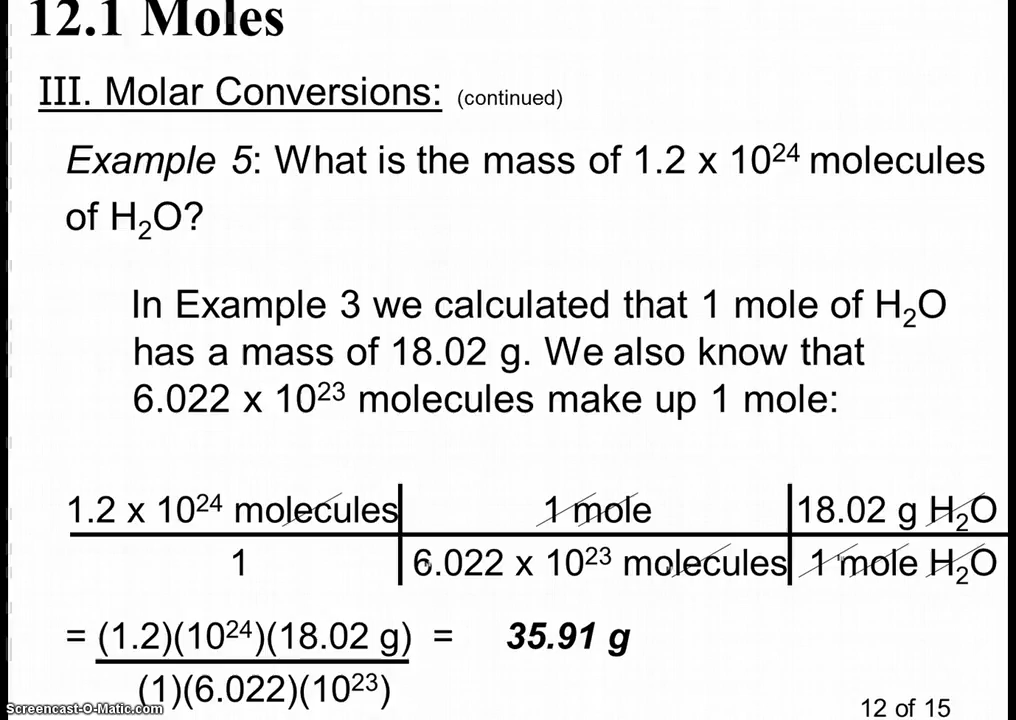 12.1 Moles
III. Molar Conversions: (continued)
Example 5: What is the mass of 1.2 x 10²⁴ molecules
of H₂O?
In Example 3 we calculated that 1 mole of H₂O
has a mass of 18.02 g. We also know that
6.022 x 10²³ molecules make up 1 mole:
1.2 x 10²⁴ molecules 1 mole 18.02 g H₂O
1 6.022 x 10²³ molecules 1 mole H₂O
= (1.2)(10²⁴)(18.02 g) = 35.91 g
(1)(6.022)(10²³)
Screencast-O-Matic.com 12 of 15